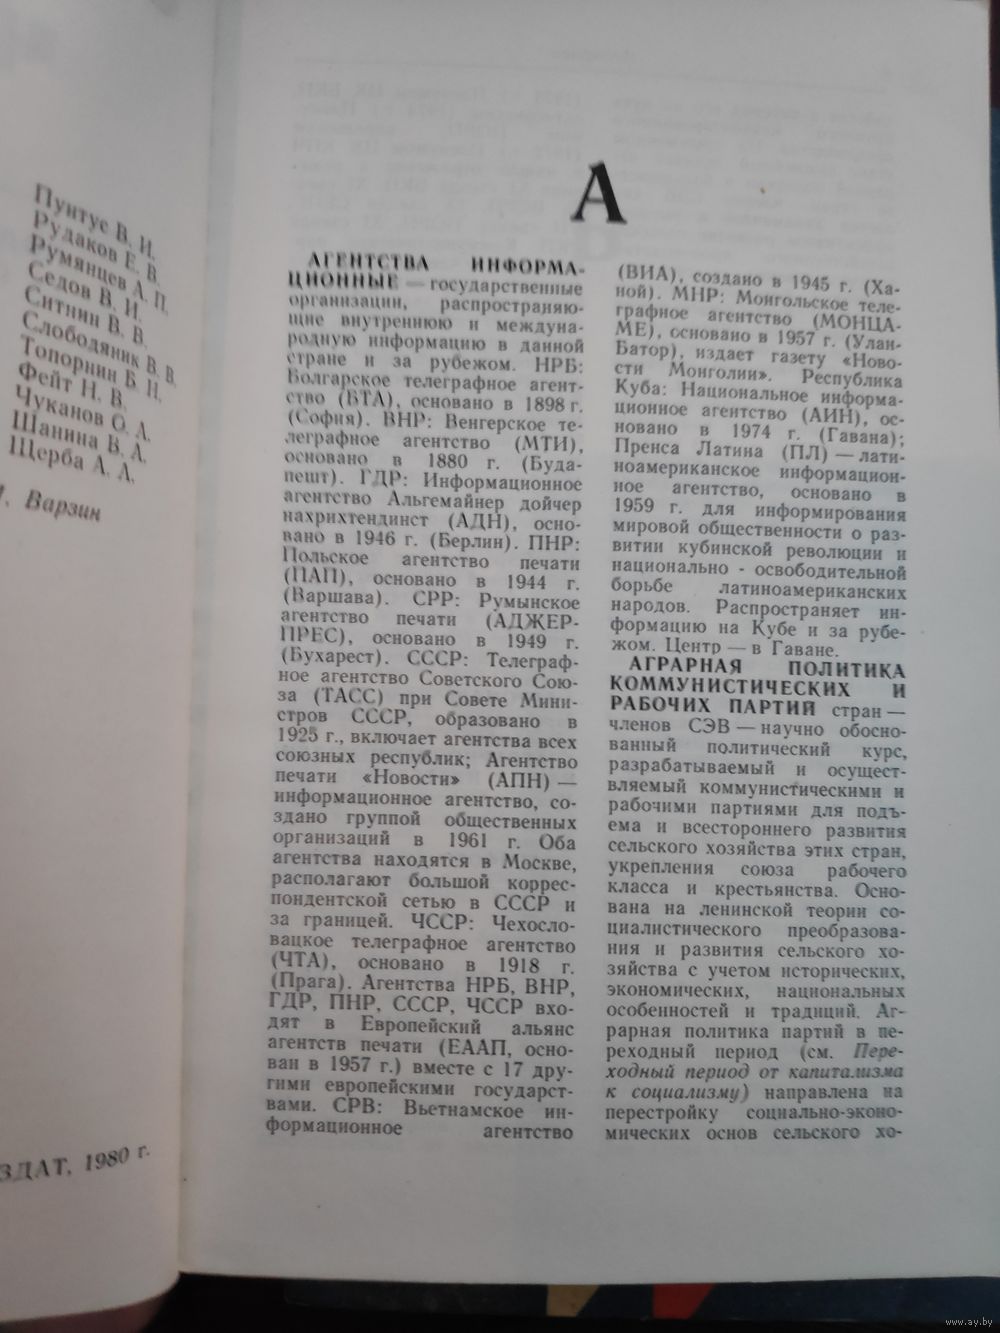 Пунтус В. И.
Рудаков Е. В.
Румянцев А. П.
Седов В. И.
Ситнин В. В.
Слободяник В. В.
Топорнин Б. Н.
Фейт Н. В.
Чуканов О. А.
Шанина В. А.
Щерба А. А.
Варзин
ЗДАТ, 1980 г.
А
АГЕНТСТВА ИНФОРМА-
ЦИОННЫЕ — государственные
организации, распространяю-
щие внутреннюю и междуна-
родную информацию в данной
стране и за рубежом. НРБ:
Болгарское телеграфное агент-
ство (БТА), основано в 1898 г.
(София). ВНР: Венгерское те-
леграфное агентство (МТИ),
основано в 1880 г. (Буда-
пешт). ГДР: Информационное
агентство Альгемайнер дойчер
нахрихтендинст (АДН), осно-
вано в 1946 г. (Берлин). ПНР:
Польское агентство печати
(ПАП), основано в 1944 г.
(Варшава). СРР: Румынское
агентство печати (АДЖЕР-
ПРЕС), основано в 1949 г.
(Бухарест). СССР: Телеграф-
ное агентство Советского Сою-
за (ТАСС) при Совете Мини-
стров СССР, образовано в
1925 г., включает агентства всех
союзных республик; Агентство
печати «Новости» (АПН) —
информационное агентство, со-
здано группой общественных
организаций в 1961 г. Оба
агентства находятся в Москве,
располагают большой коррес-
пондентской сетью в СССР и
за границей. ЧССР: Чехосло-
вацкое телеграфное агентство
(ЧТА), основано в 1918 г.
(Прага). Агентства НРБ, ВНР,
ГДР, ПНР, СССР, ЧССР вхо-
дят в Европейский альянс
агентств печати (ЕААП, осно-
ван в 1957 г.) вместе с 17 дру-
гими европейскими государст-
вами. СРВ: Вьетнамское ин-
формационное агентство
(ВИА), создано в 1945 г. (Ха-
ной). МНР: Монгольское теле-
графное агентство (МОНЦА-
МЕ), основано в 1957 г. (Улан-
Батор), издает газету «Ново-
сти Монголии». Республика
Куба: Национальное информа-
ционное агентство (АИН), ос-
новано в 1974 г. (Гавана);
Пренса Латина (ПЛ) — лати-
ноамериканское информацион-
ное агентство, основано в
1959 г. для информирования
мировой общественности о раз-
витии кубинской революции и
национально - освободительной
борьбе латиноамериканских
народов. Распространяет ин-
формацию на Кубе и за рубе-
жом. Центр — в Гаване.
АГРАРНАЯ ПОЛИТИКА
КОММУНИСТИЧЕСКИХ И
РАБОЧИХ ПАРТИЙ стран —
членов СЭВ — научно обосно-
ванный политический курс,
разрабатываемый и осущест-
вляемый коммунистическими и
рабочими партиями для подъ-
ема и всестороннего развития
сельского хозяйства этих стран,
укрепления союза рабочего
класса и крестьянства. Осно-
вана на ленинской теории со-
циалистического преобразова-
ния и развития сельского хо-
зяйства с учетом исторических,
экономических, национальных
особенностей и традиций. Аг-
рарная политика партий в пе-
реходный период (см. Пере-
ходный период от капитализма
к социализму) направлена на
перестройку социально-эконо-
мических основ сельского хо-
www.ay.by